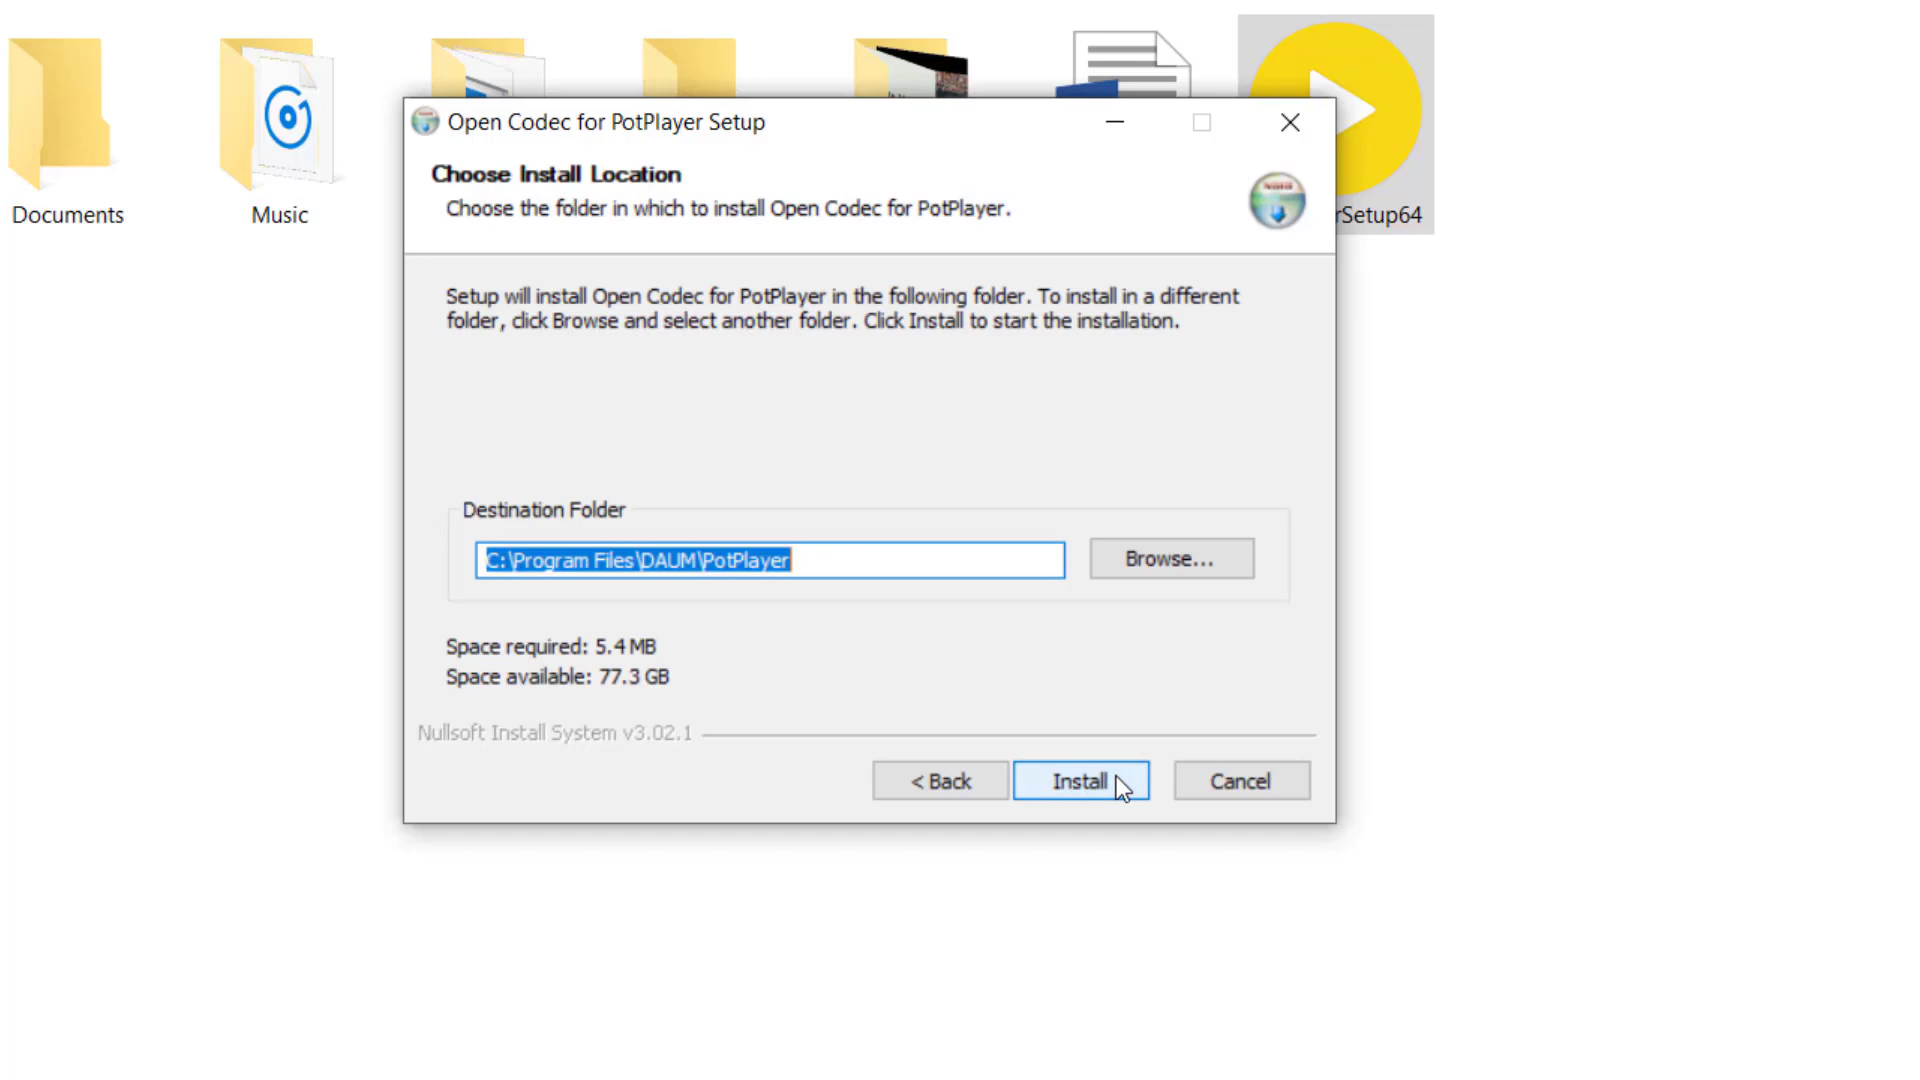 Documents
Music
rSetup64
Open Codec for PotPlayer Setup
Choose Install Location
Choose the folder in which to install Open Codec for PotPlayer.
Setup will install Open Codec for PotPlayer in the following folder. To install in a different
folder, click Browse and select another folder. Click Install to start the installation.
Destination Folder
C:\Program Files\DAUM\PotPlayer
Browse...
Space required: 5.4 MB
Space available: 77.3 GB
Nullsoft Install System v3.02.1
< Back
Install
Cancel